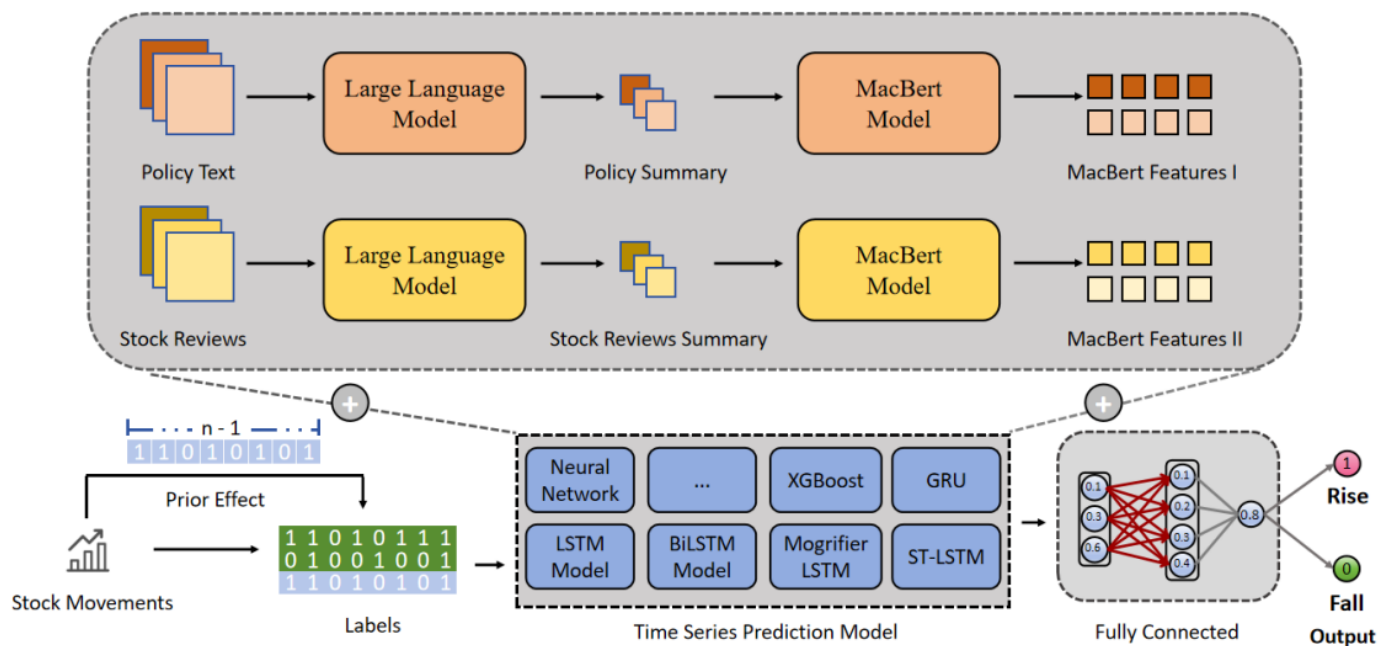 Large Language
Model
MacBert
Model
Policy Text
Policy Summary
MacBert Features I
Large Language
Model
MacBert
Model
Stock Reviews
Stock Reviews Summary
MacBert Features II
+
+
n - 1
1 1 0 1 0 1 0 1
Prior Effect
Stock Movements
1 1 0 1 0 1 1 1
0 1 0 0 1 0 0 1
1 1 0 1 0 1 0 1
Labels
Neural
Network
...
XGBoost
GRU
LSTM
Model
BiLSTM
Model
Mogrifier
LSTM
ST-LSTM
Time Series Prediction Model
0.1
0.3
0.6
0.1
0.2
0.3
0.4
0.8
Fully Connected
1
Rise
0
Fall
Output